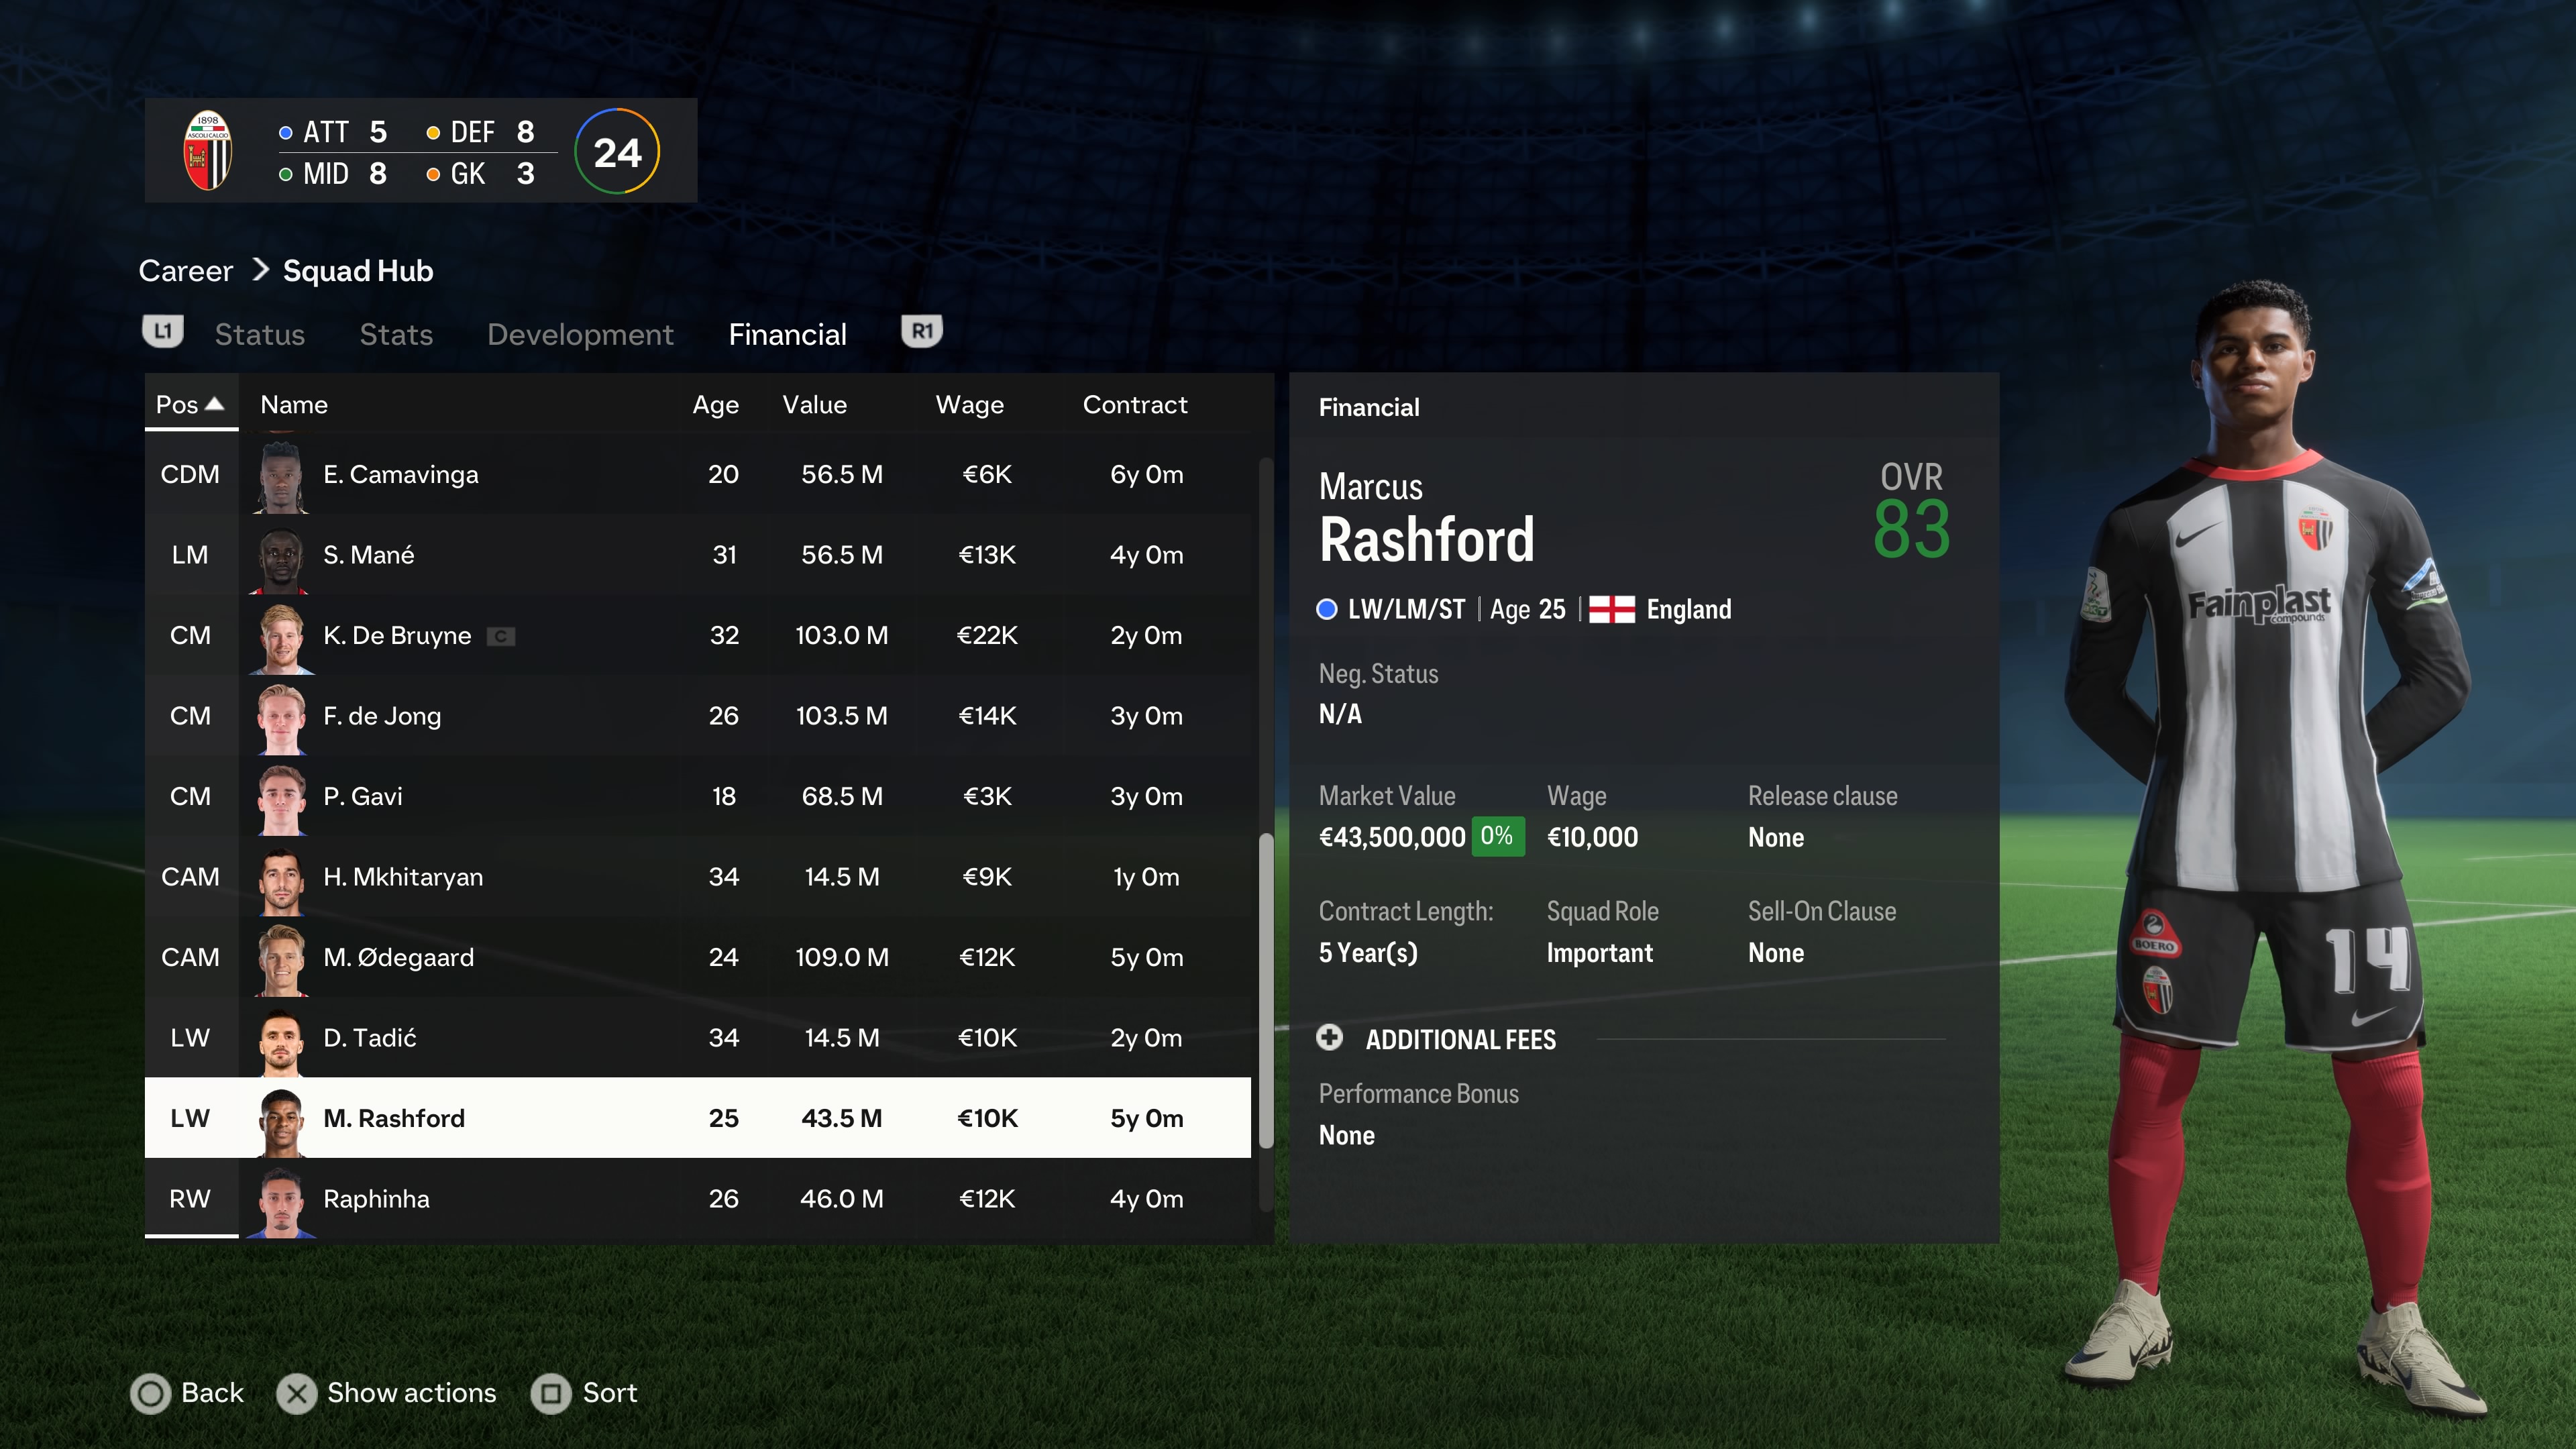 1898
ASCOLI CALCIO
ATT 5 DEF 8
MID 8 GK 3
24
Career > Squad Hub
L1 Status Stats Development Financial R1
Pos Name Age Value Wage Contract
CDM E. Camavinga 20 56.5 M €6K 6y 0m
LM S. Mané 31 56.5 M €13K 4y 0m
CM K. De Bruyne C 32 103.0 M €22K 2y 0m
CM F. de Jong 26 103.5 M €14K 3y 0m
CM P. Gavi 18 68.5 M €3K 3y 0m
CAM H. Mkhitaryan 34 14.5 M €9K 1y 0m
CAM M. Ødegaard 24 109.0 M €12K 5y 0m
LW D. Tadić 34 14.5 M €10K 2y 0m
LW M. Rashford 25 43.5 M €10K 5y 0m
RW Raphinha 26 46.0 M €12K 4y 0m
Financial
Marcus
Rashford
OVR
83
LW/LM/ST | Age 25 | England
Neg. Status
N/A
Market Value Wage Release clause
€43,500,000 0% €10,000 None
Contract Length: Squad Role Sell-On Clause
5 Year(s) Important None
ADDITIONAL FEES
Performance Bonus
None
Fainplast
compounds
BOERO
14
Back Show actions Sort